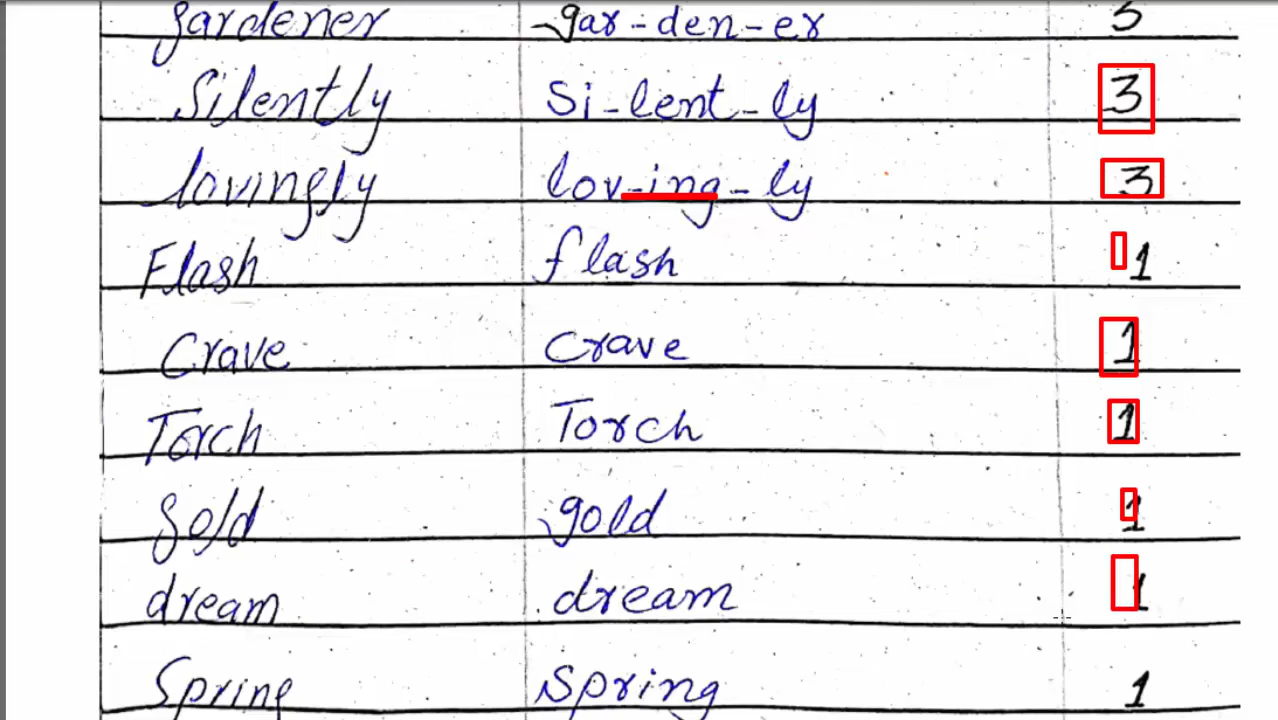 gardener gar-den-er 3
Silently Si-lent-ly 3
lovingly lov-ing-ly 3
Flash flash 1
Crave Crave 1
Torch Torch 1
gold gold 1
dream dream 1
Spring Spring 1